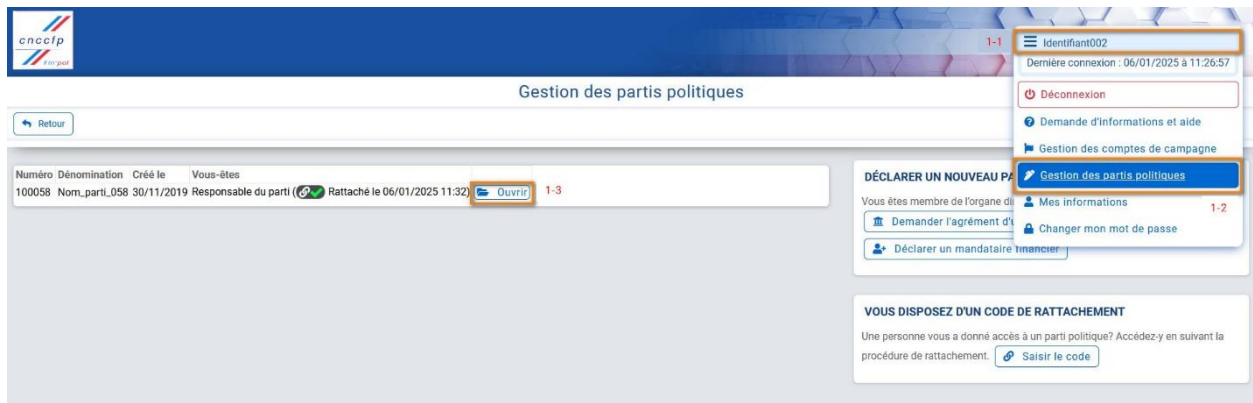 cnccfp
fin·pol
1-1
Identifiant002
Dernière connexion : 06/01/2025 à 11:26:57
Gestion des partis politiques
Déconnexion
Retour
Demande d'informations et aide
Gestion des comptes de campagne
Gestion des partis politiques
Mes informations
1-2
Changer mon mot de passe
Numéro Dénomination Créé le Vous-êtes
100058 Nom_parti_058 30/11/2019 Responsable du parti ( Rattaché le 06/01/2025 11:32) Ouvrir 1-3
DÉCLARER UN NOUVEAU PA
Vous êtes membre de l'organe di
Demander l'agrément d'u
Déclarer un mandataire financier
VOUS DISPOSEZ D'UN CODE DE RATTACHEMENT
Une personne vous a donné accès à un parti politique? Accédez-y en suivant la
procédure de rattachement. Saisir le code